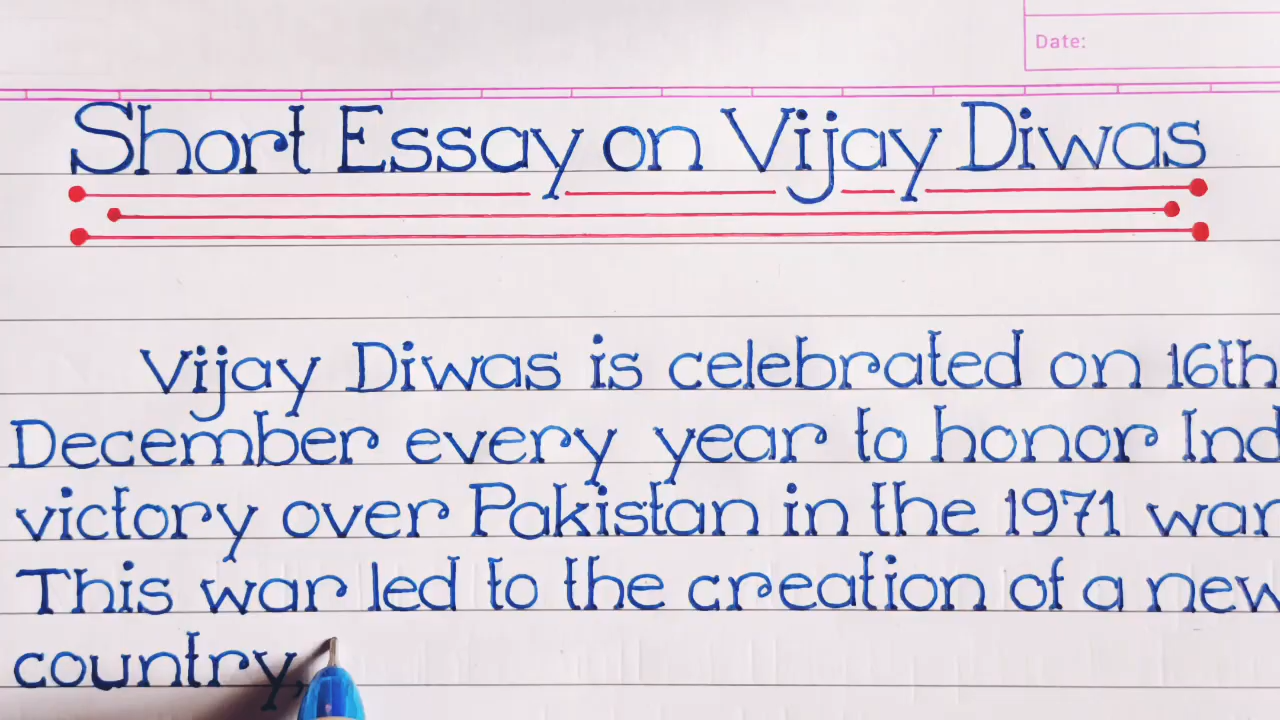 Date:
Short Essay on Vijay Diwas
Vijay Diwas is celebrated on 16th
December every year to honor Ind
victory over Pakistan in the 1971 war
This war led to the creation of a new
country,